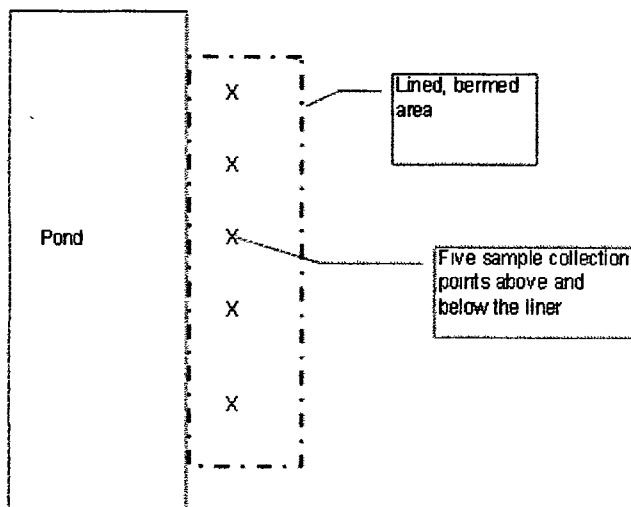 Lined, bermed
area
X
X
Pond
X
Five sample collection
points above and
below the liner
X
X